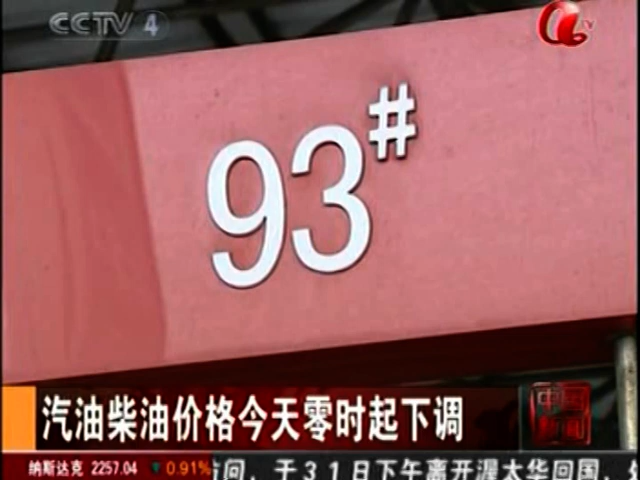 CCTV 4
TV
93#
汽油柴油价格今天零时起下调
中国
新闻
纳斯达克 2257.04 ▼0.91%
访问，于31日下午离开渥太华回国，